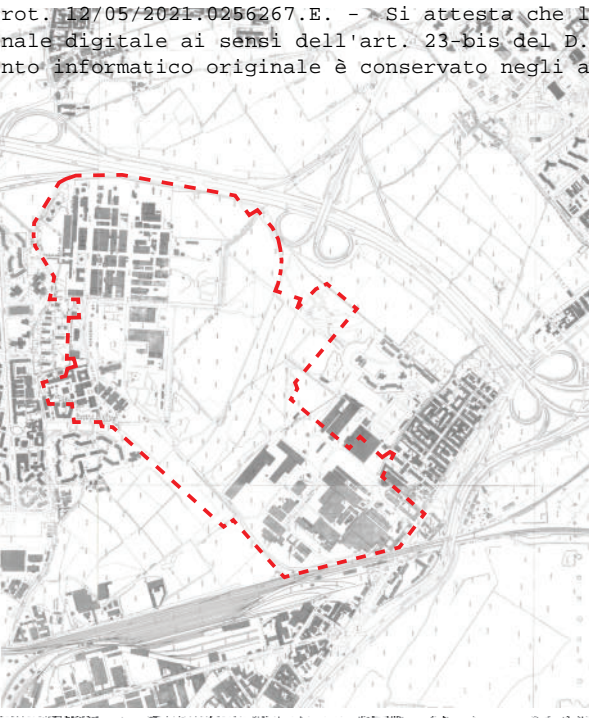 rot. 12/05/2021.0256267.E. - Si attesta che l
nale digitale ai sensi dell'art. 23-bis del D.
nto informatico originale è conservato negli a